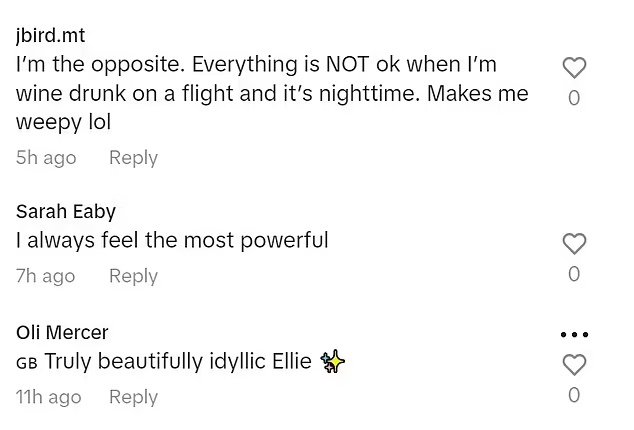 jbird.mt
I’m the opposite. Everything is NOT ok when I’m
wine drunk on a flight and it’s nighttime. Makes me
weepy lol
0
5h ago Reply
Sarah Eaby
I always feel the most powerful
0
7h ago Reply
Oli Mercer
GB Truly beautifully idyllic Ellie ✨
0
11h ago Reply